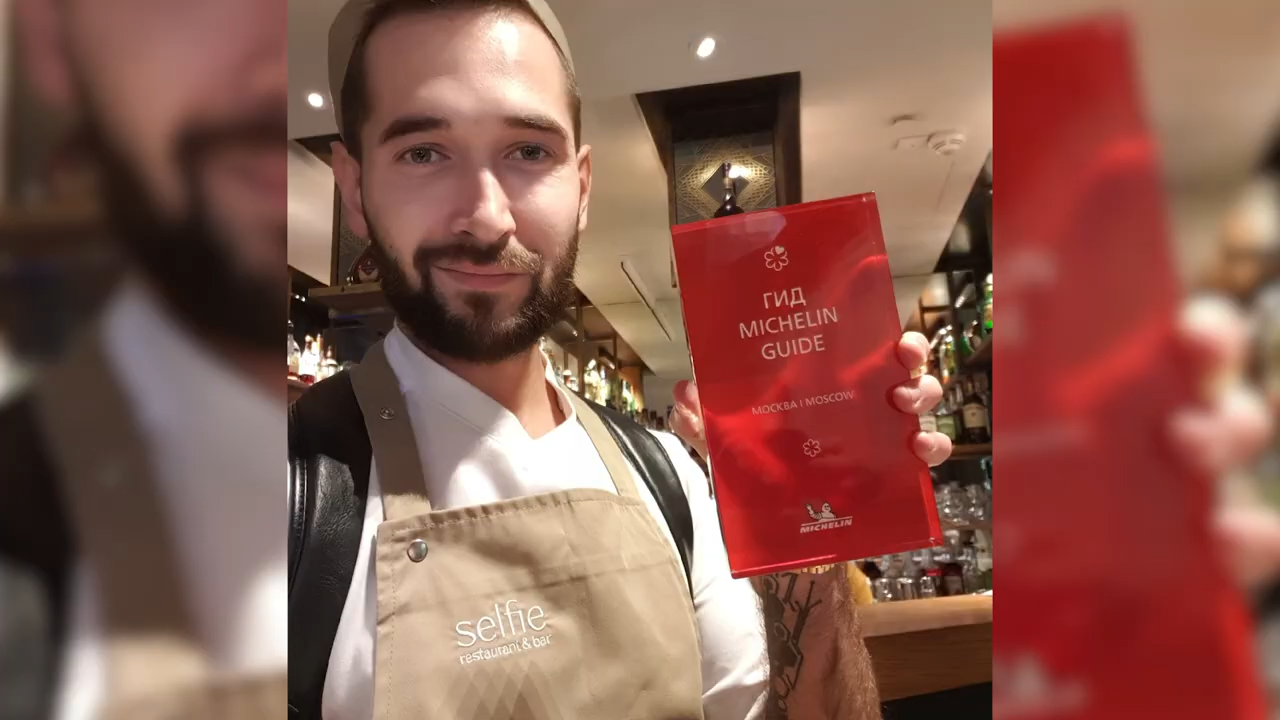 ГИД
MICHELIN
GUIDE
МОСКВА I MOSCOW
MICHELIN
selfie
restaurant & bar